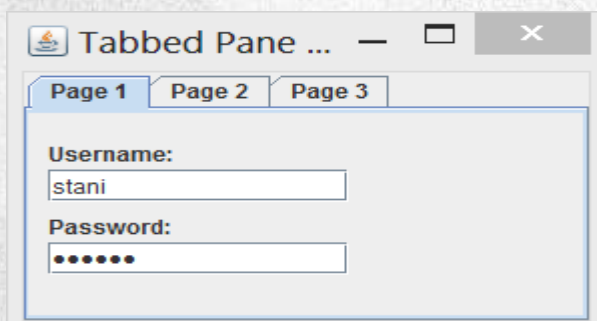 Tabbed Pane ...
Page 1 Page 2 Page 3
Username:
stani
Password:
••••••